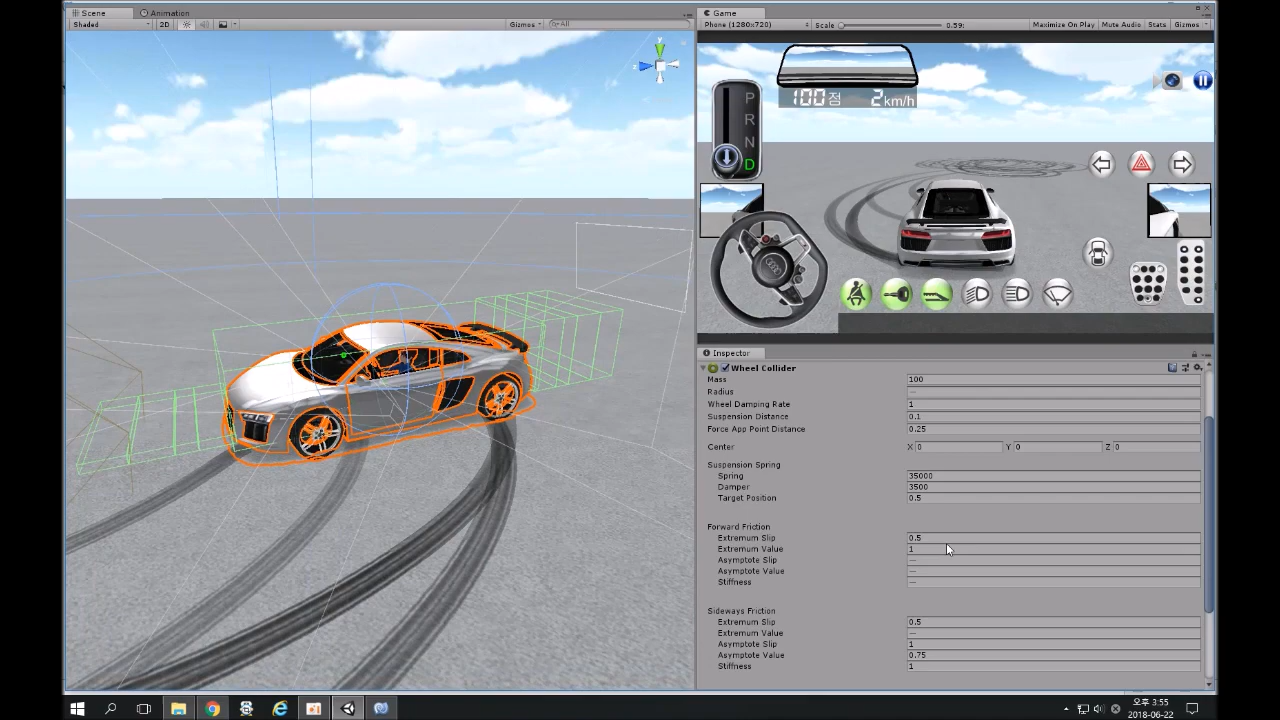 Scene
Animation
Shaded
2D
Gizmos
All
Game
Phone (1280x720)
Scale
0.59:
Maximize On Play
Mute Audio
Stats
Gizmos
100점 2km/h
P
R
N
D
Inspector
Wheel Collider
Mass 100
Radius —
Wheel Damping Rate 1
Suspension Distance 0.1
Force App Point Distance 0.25
Center X 0 Y 0 Z 0
Suspension Spring
Spring 35000
Damper 3500
Target Position 0.5
Forward Friction
Extremum Slip 0.5
Extremum Value 1
Asymptote Slip —
Asymptote Value —
Stiffness —
Sideways Friction
Extremum Slip 0.5
Extremum Value —
Asymptote Slip 1
Asymptote Value 0.75
Stiffness 1
오후 3:55
2018-06-22